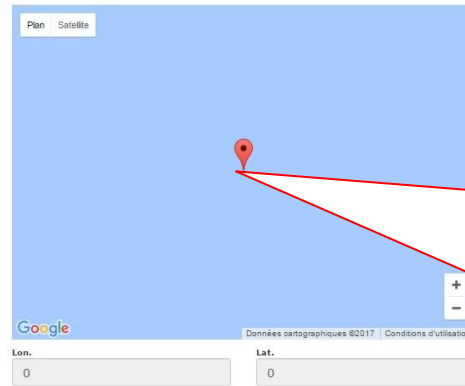 Plan Satellite
+
−
Google
Données cartographiques ©2017 Conditions d'utilisatio
Lon. Lat.
0 0